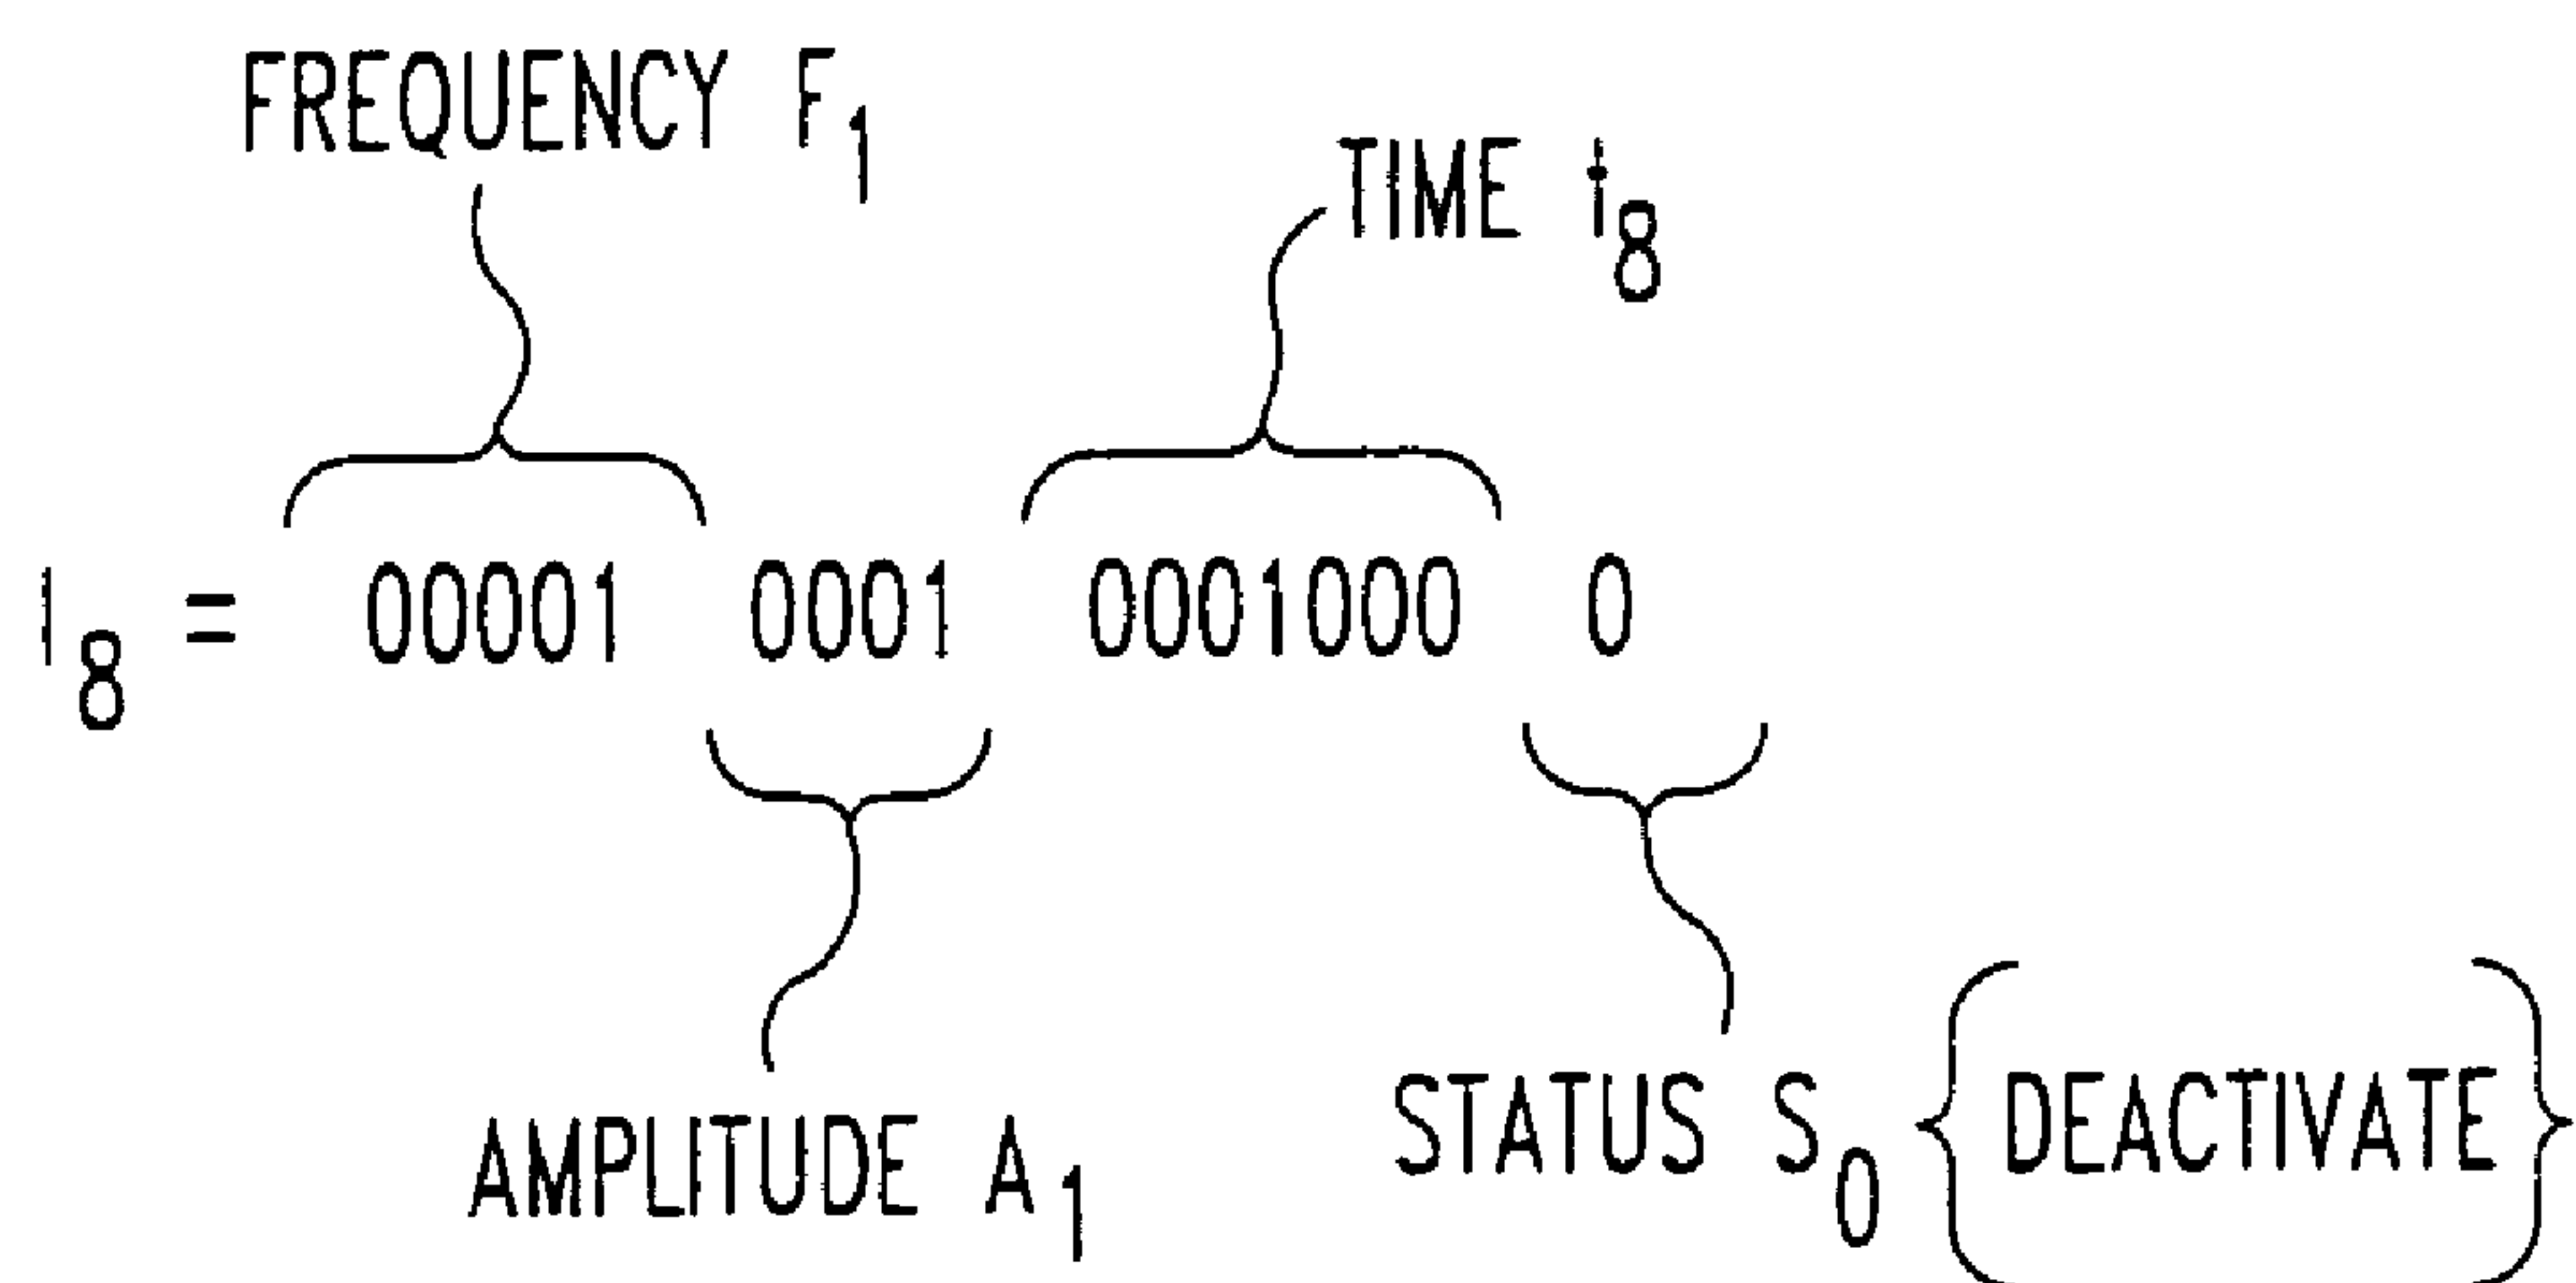 FREQUENCY F1
TIME t8
I8 = 00001 0001 0001000 0
AMPLITUDE A1
STATUS S0 {DEACTIVATE}